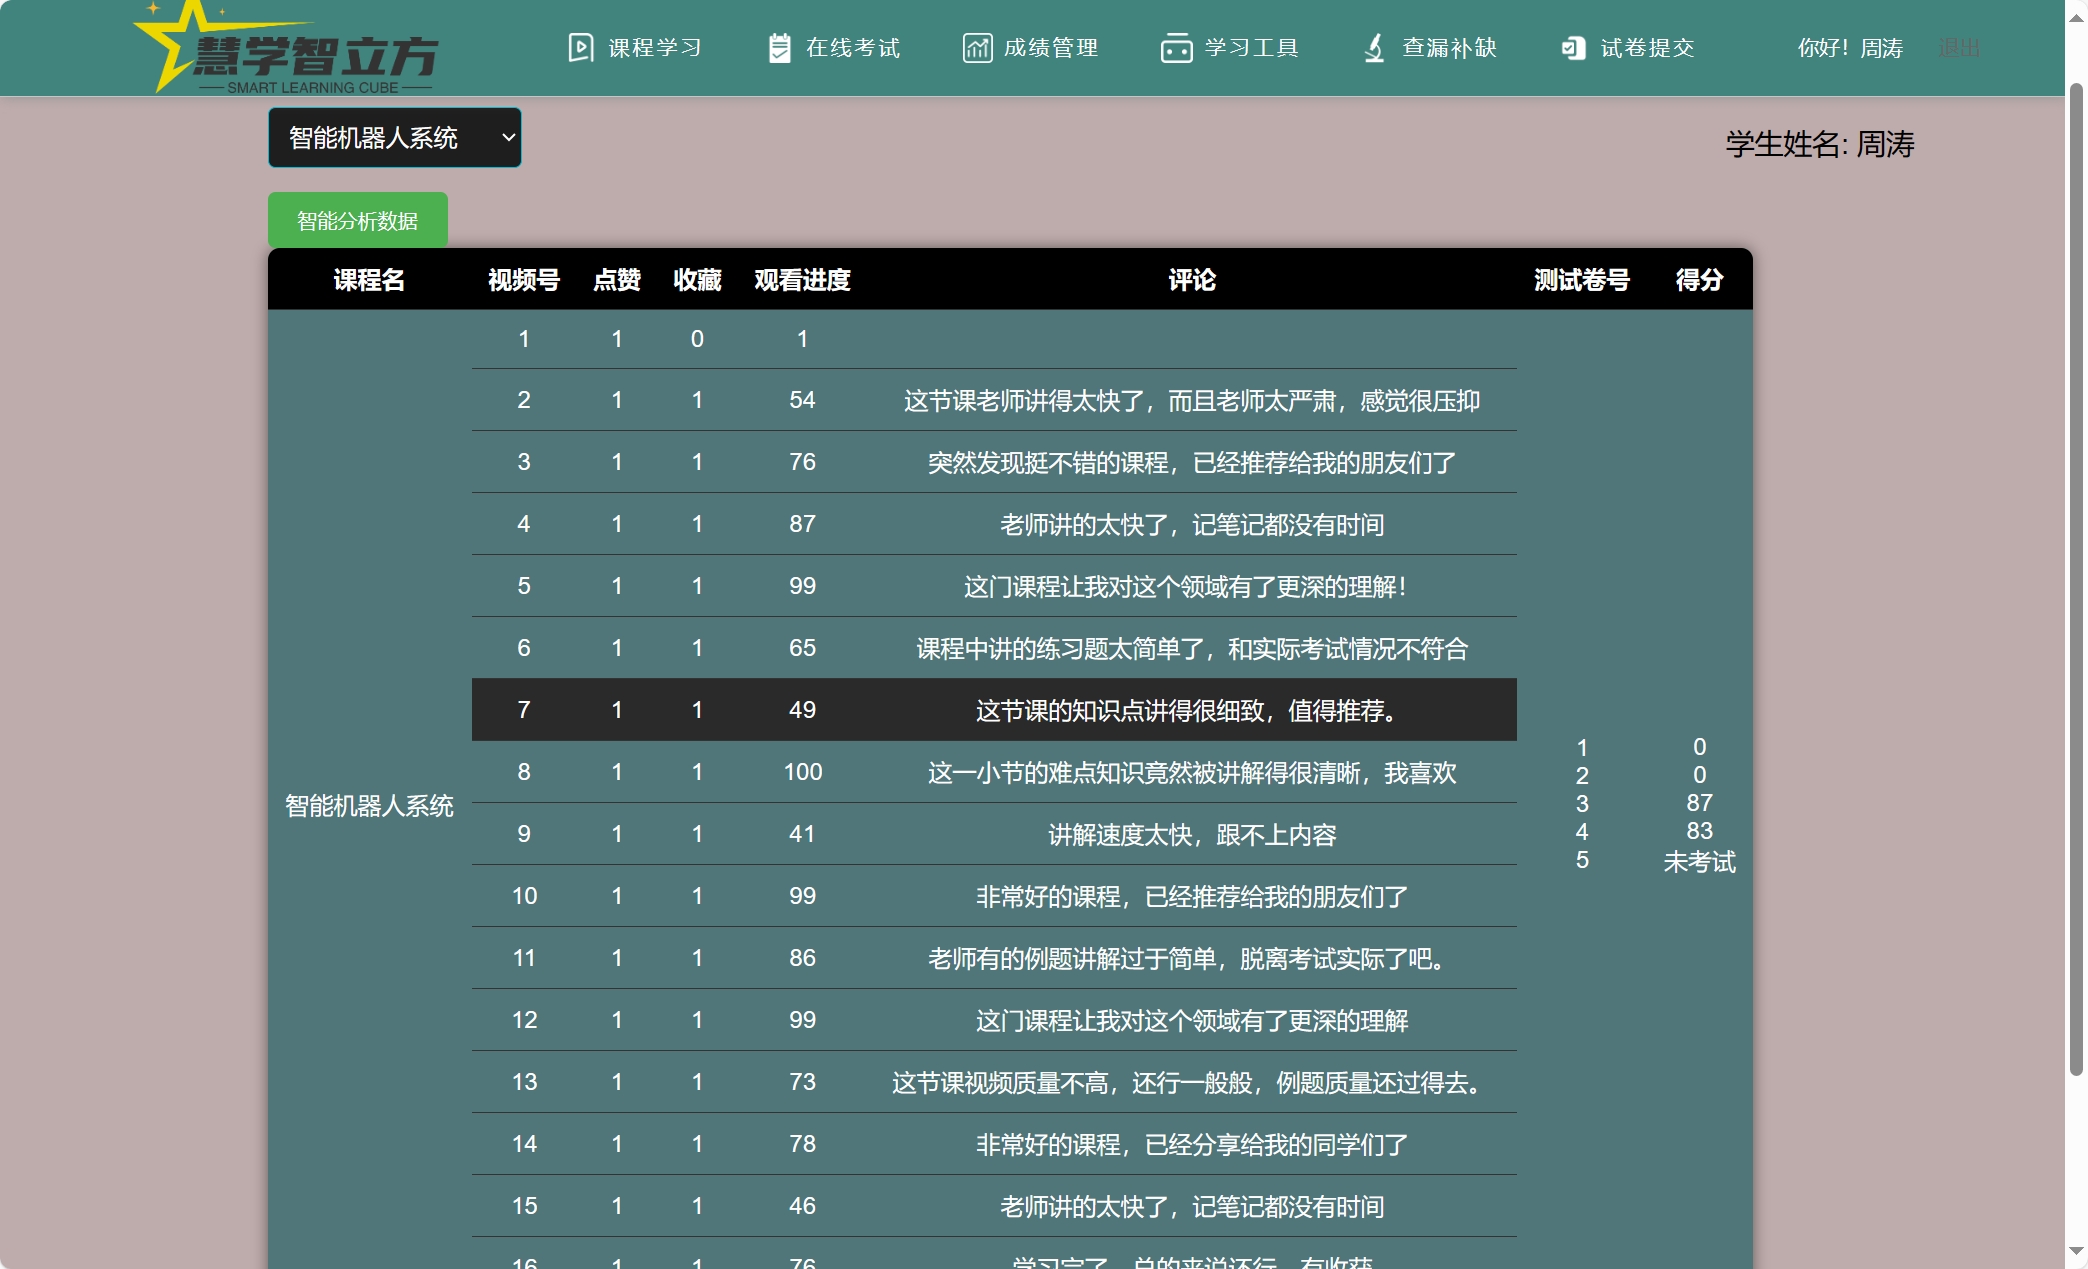 慧学智立方
SMART LEARNING CUBE
课程学习 在线考试 成绩管理 学习工具 查漏补缺 试卷提交 你好！周涛 退出
智能机器人系统
学生姓名: 周涛
智能分析数据
课程名 视频号 点赞 收藏 观看进度 评论 测试卷号 得分
1 1 0 1
2 1 1 54 这节课老师讲得太快了，而且老师太严肃，感觉很压抑
3 1 1 76 突然发现挺不错的课程，已经推荐给我的朋友们了
4 1 1 87 老师讲的太快了，记笔记都没有时间
5 1 1 99 这门课程让我对这个领域有了更深的理解！
6 1 1 65 课程中讲的练习题太简单了，和实际考试情况不符合
7 1 1 49 这节课的知识点讲得很细致，值得推荐。
1 0
8 1 1 100 这一小节的难点知识竟然被讲解得很清晰，我喜欢
2 0
智能机器人系统
3 87
9 1 1 41 讲解速度太快，跟不上内容
4 83
5 未考试
10 1 1 99 非常好的课程，已经推荐给我的朋友们了
11 1 1 86 老师有的例题讲解过于简单，脱离考试实际了吧。
12 1 1 99 这门课程让我对这个领域有了更深的理解
13 1 1 73 这节课视频质量不高，还行一般般，例题质量还过得去。
14 1 1 78 非常好的课程，已经分享给我的同学们了
15 1 1 46 老师讲的太快了，记笔记都没有时间
16 1 1 76 学习完了，总的来说还行，有收获